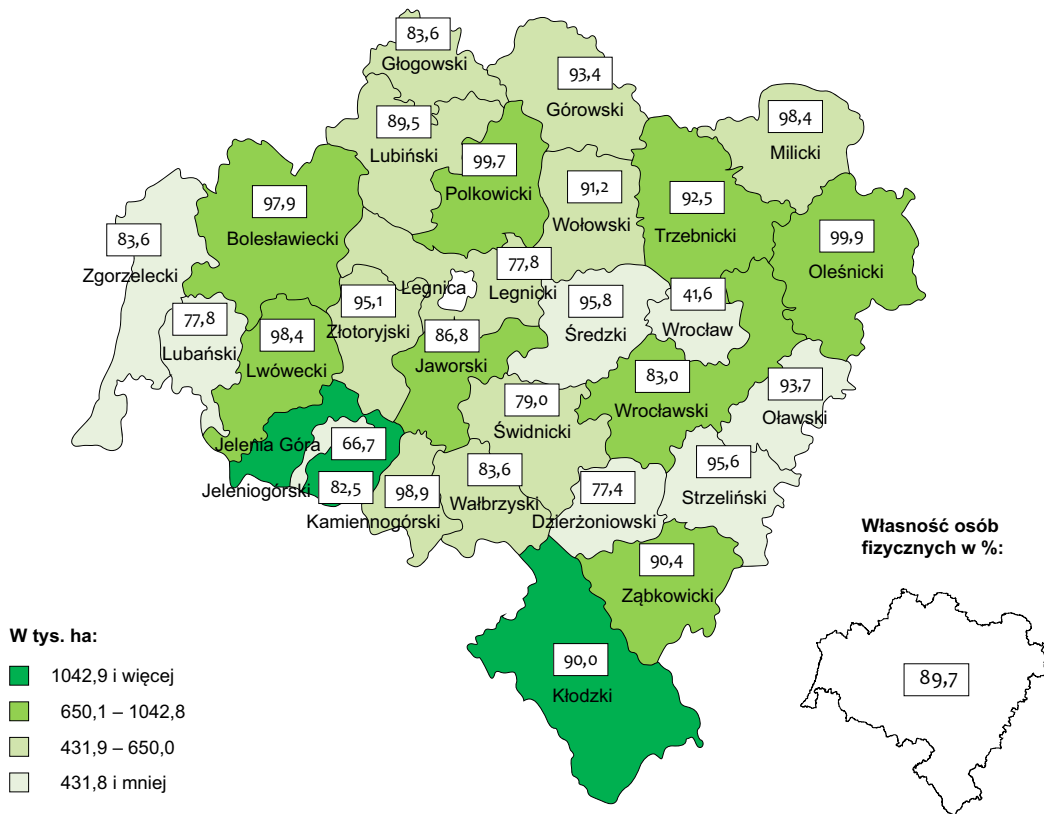 83,6
Głogowski
93,4
Górowski
98,4
Milicki
89,5
Lubiński
99,7
Polkowicki
91,2
Wołowski
92,5
Trzebnicki
99,9
Oleśnicki
97,9
Bolesławiecki
83,6
Zgorzelecki
77,8
Lubański
98,4
Lwówecki
95,1
Złotoryjski
Legnica
77,8
Legnicki
86,8
Jaworski
95,8
Średzki
41,6
Wrocław
83,0
Wrocławski
93,7
Oławski
79,0
Świdnicki
Jelenia Góra
66,7
Jeleniogórski
82,5
98,9
Kamiennogórski
83,6
Wałbrzyski
77,4
Dzierżoniowski
95,6
Strzeliński
90,4
Ząbkowicki
90,0
Kłodzki
Własność osób
fizycznych w %:
89,7
W tys. ha:
1042,9 i więcej
650,1 – 1042,8
431,9 – 650,0
431,8 i mniej